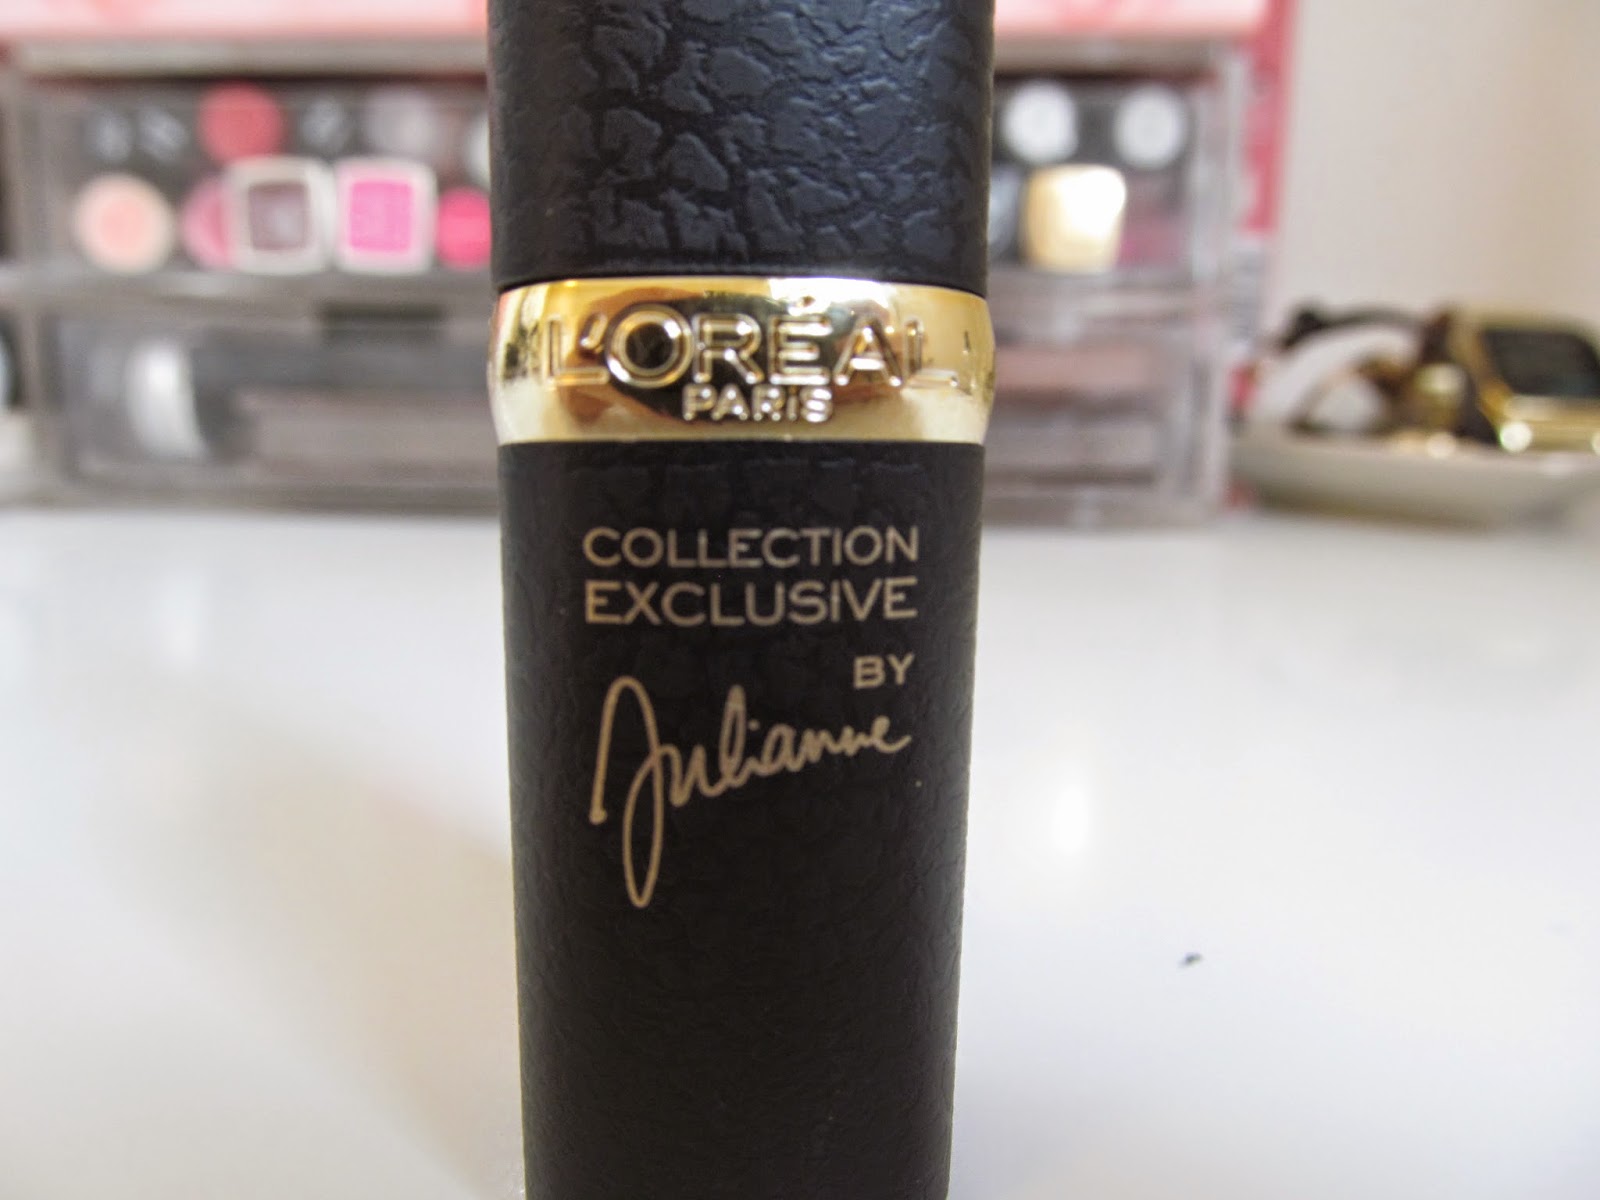 L'ORÉAL
PARIS
COLLECTION
EXCLUSIVE
BY
Julianne